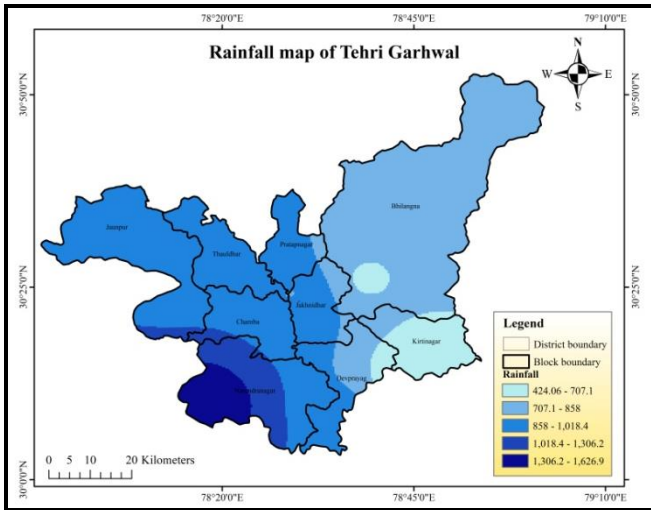 78°20'0"E 78°45'0"E 79°10'0"E
Rainfall map of Tehri Garhwal
N
W E
S
30°50'0"N 30°50'0"N
Bhilangna
Jaunpur
Pratapnagar
Thauldhar
30°25'0"N 30°25'0"N
Jakhnidhar
Chamba
Kirtinagar
Devprayag
Narendranagar
Legend
District boundary
Block boundary
Rainfall
424.06 - 707.1
707.1 - 858
858 - 1,018.4
1,018.4 - 1,306.2
1,306.2 - 1,626.9
0 5 10 20 Kilometers
30°0'0"N 30°0'0"N
78°20'0"E 78°45'0"E 79°10'0"E